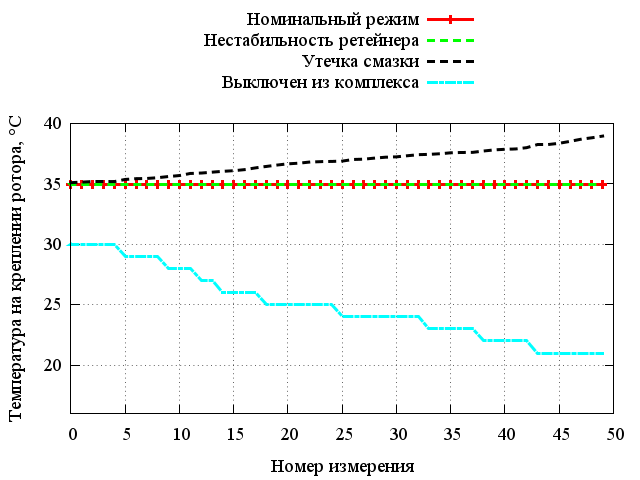 Номинальный режим
Нестабильность ретейнера
Утечка смазки
Выключен из комплекса
Температура на креплении ротора, °C
40
35
30
25
20
0 5 10 15 20 25 30 35 40 45 50
Номер измерения